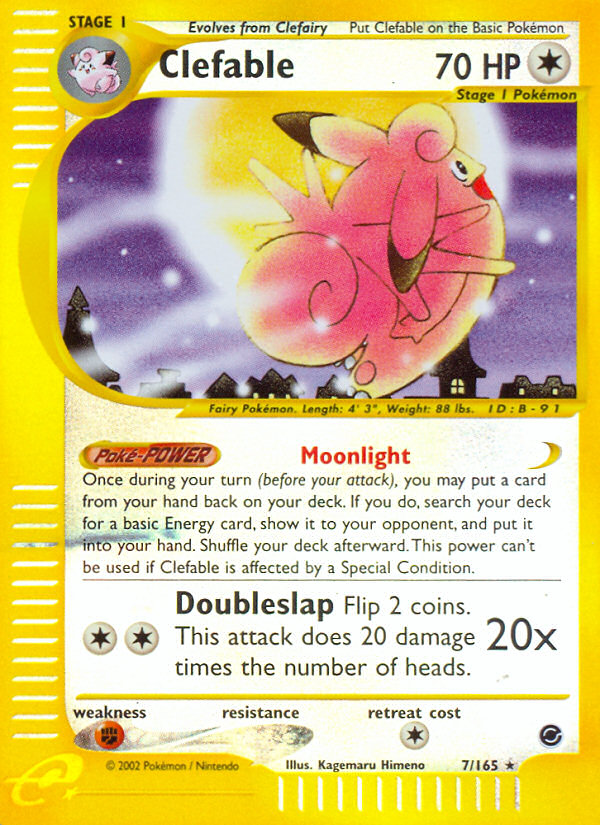 STAGE 1
Evolves from Clefairy Put Clefable on the Basic Pokémon
Clefable 70 HP
Stage 1 Pokémon
Fairy Pokémon. Length: 4' 3", Weight: 88 lbs. ID: B-91
Poké-POWER Moonlight
Once during your turn (before your attack), you may put a card
from your hand back on your deck. If you do, search your deck
for a basic Energy card, show it to your opponent, and put it
into your hand. Shuffle your deck afterward. This power can't
be used if Clefable is affected by a Special Condition.
Doubleslap Flip 2 coins.
This attack does 20 damage 20x
times the number of heads.
weakness resistance retreat cost
© 2002 Pokémon / Nintendo Illus. Kagemaru Himeno 7/165 ★
e